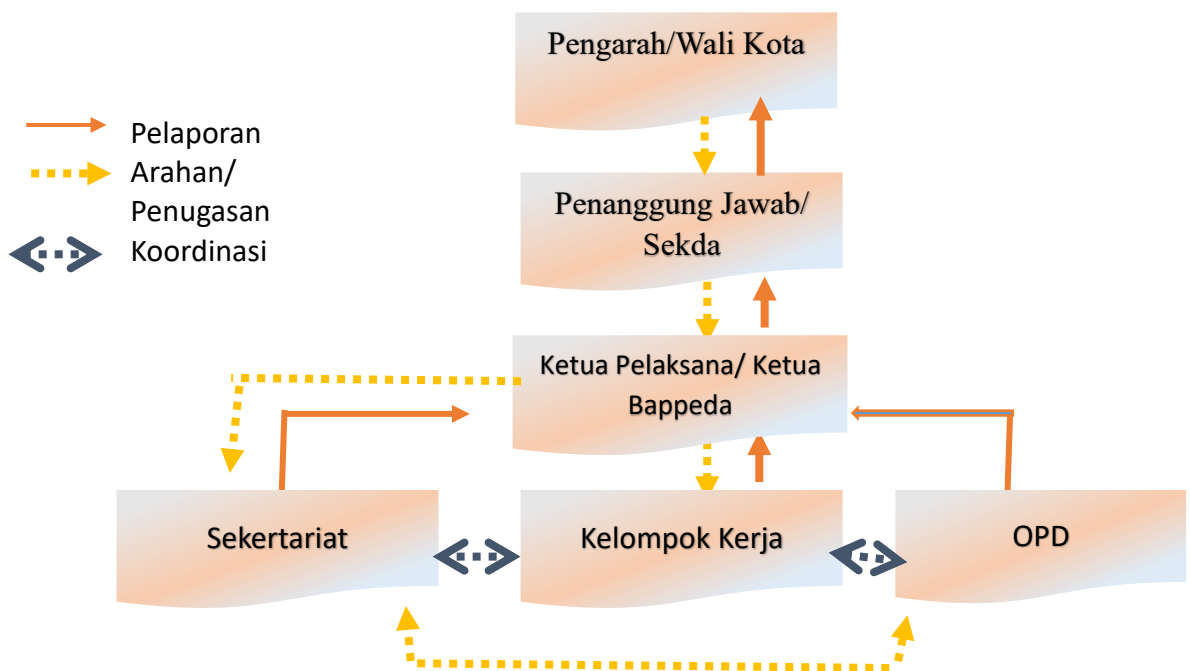 Pengarah/Wali Kota
Pelaporan
Arahan/
Penugasan
Koordinasi
Penanggung Jawab/
Sekda
Ketua Pelaksana/ Ketua
Bappeda
Sekertariat
Kelompok Kerja
OPD